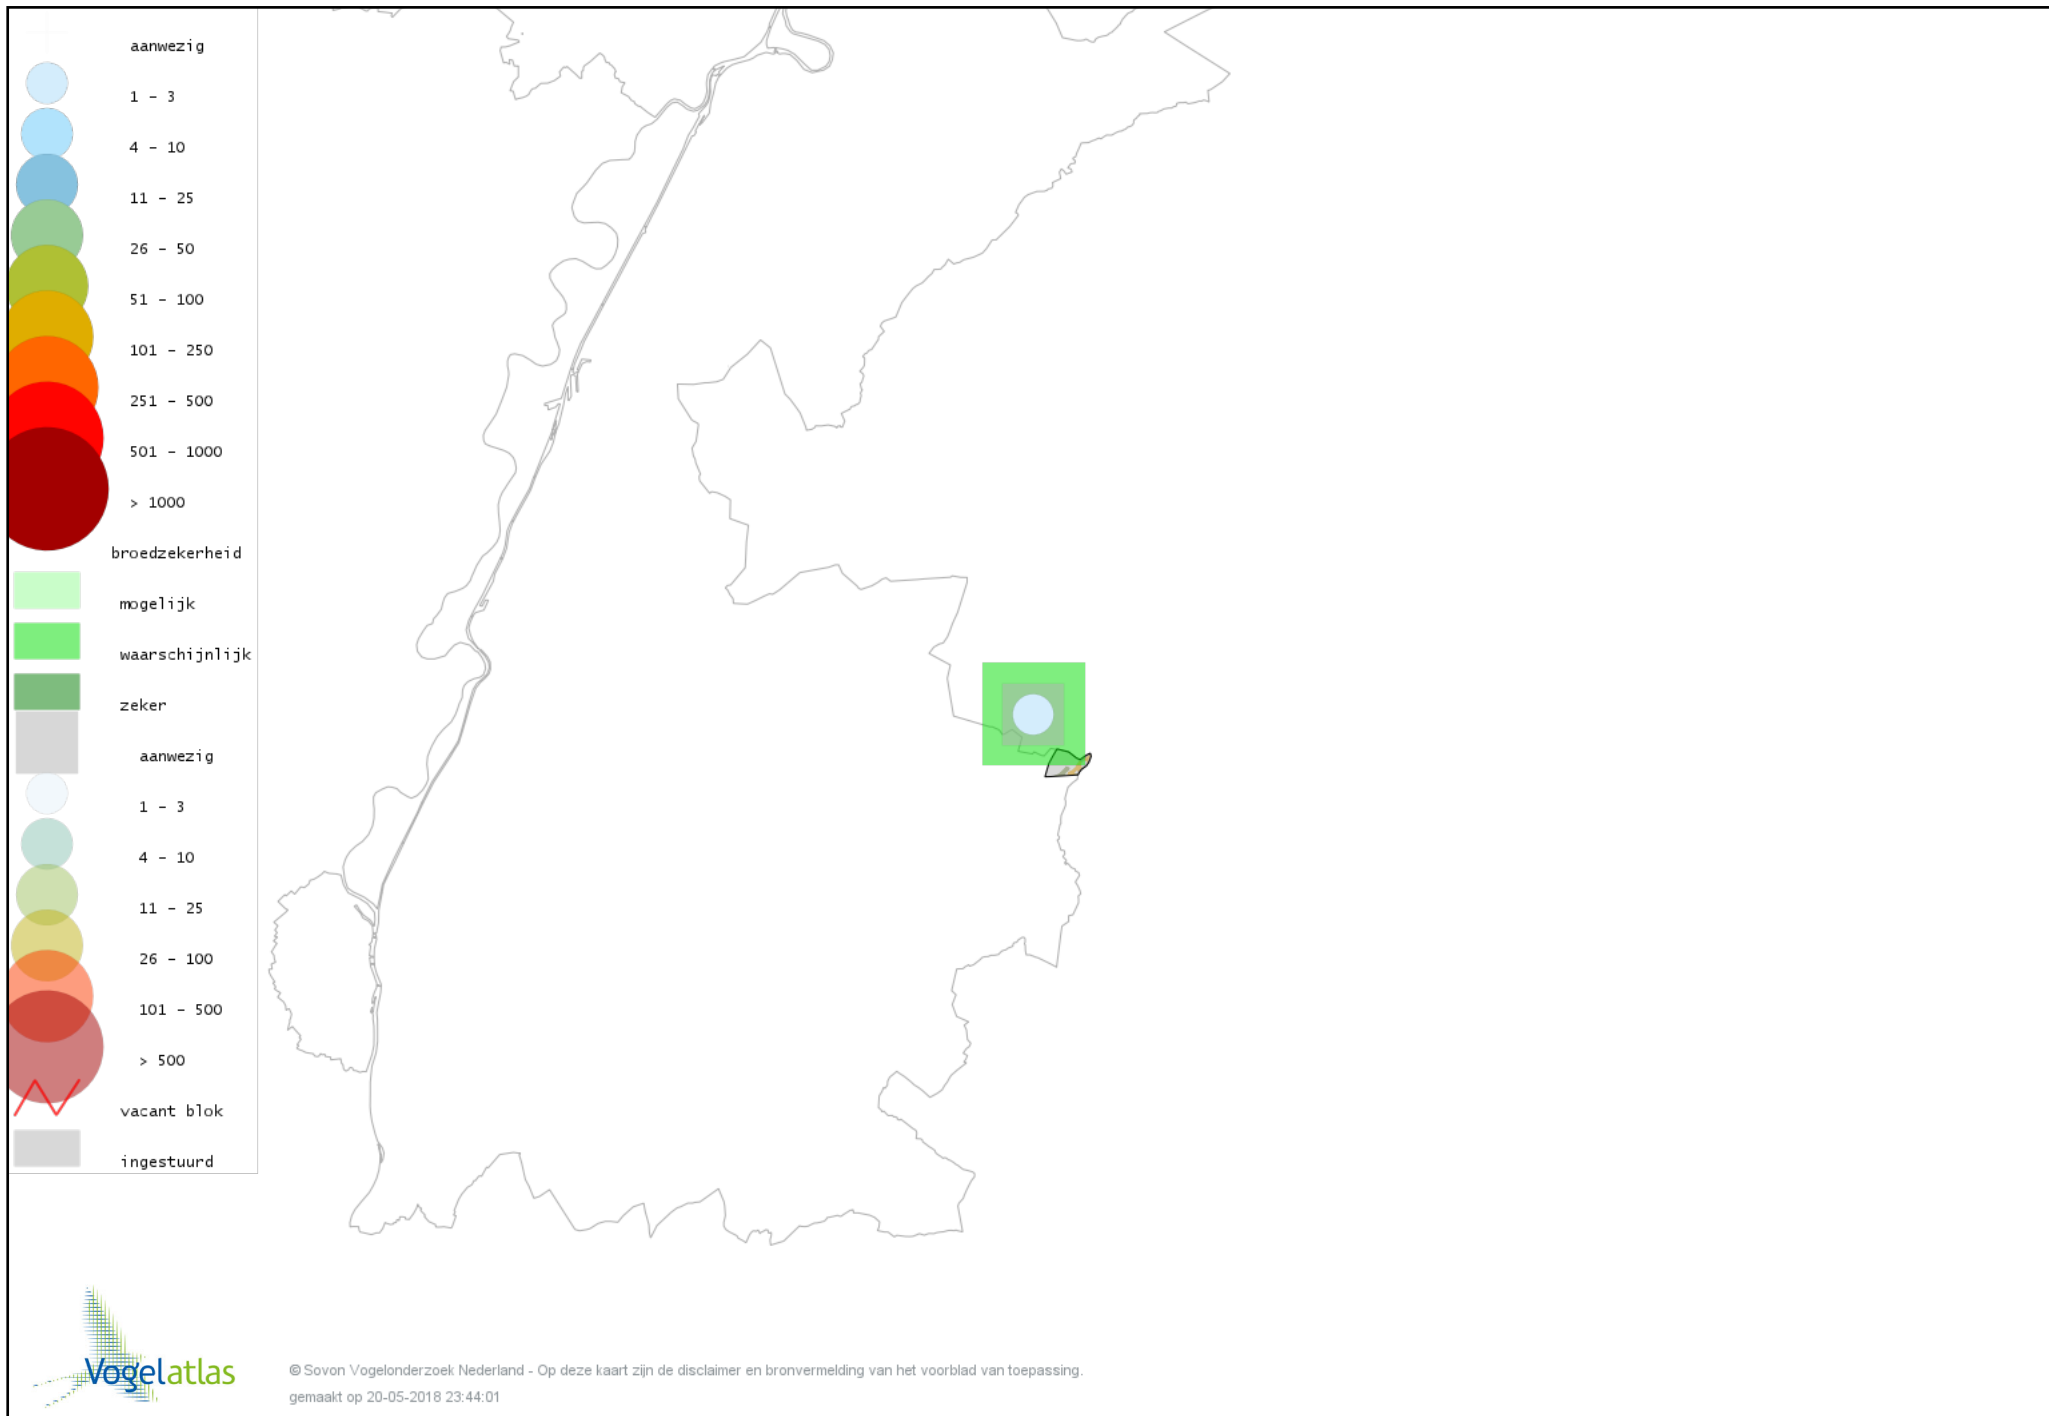 aanwezig
1 - 3
4 - 10
11 - 25
26 - 50
51 - 100
101 - 250
251 - 500
501 - 1000
> 1000
broedzekerheid
mogelijk
waarschijnlijk
zeker
aanwezig
1 - 3
4 - 10
11 - 25
26 - 100
101 - 500
> 500
vacant blok
ingestuurd
Vogelatlas
© Sovon Vogelonderzoek Nederland - Op deze kaart zijn de disclaimer en bronvermelding van het voorblad van toepassing.
gemaakt op 20-05-2018 23:44:01